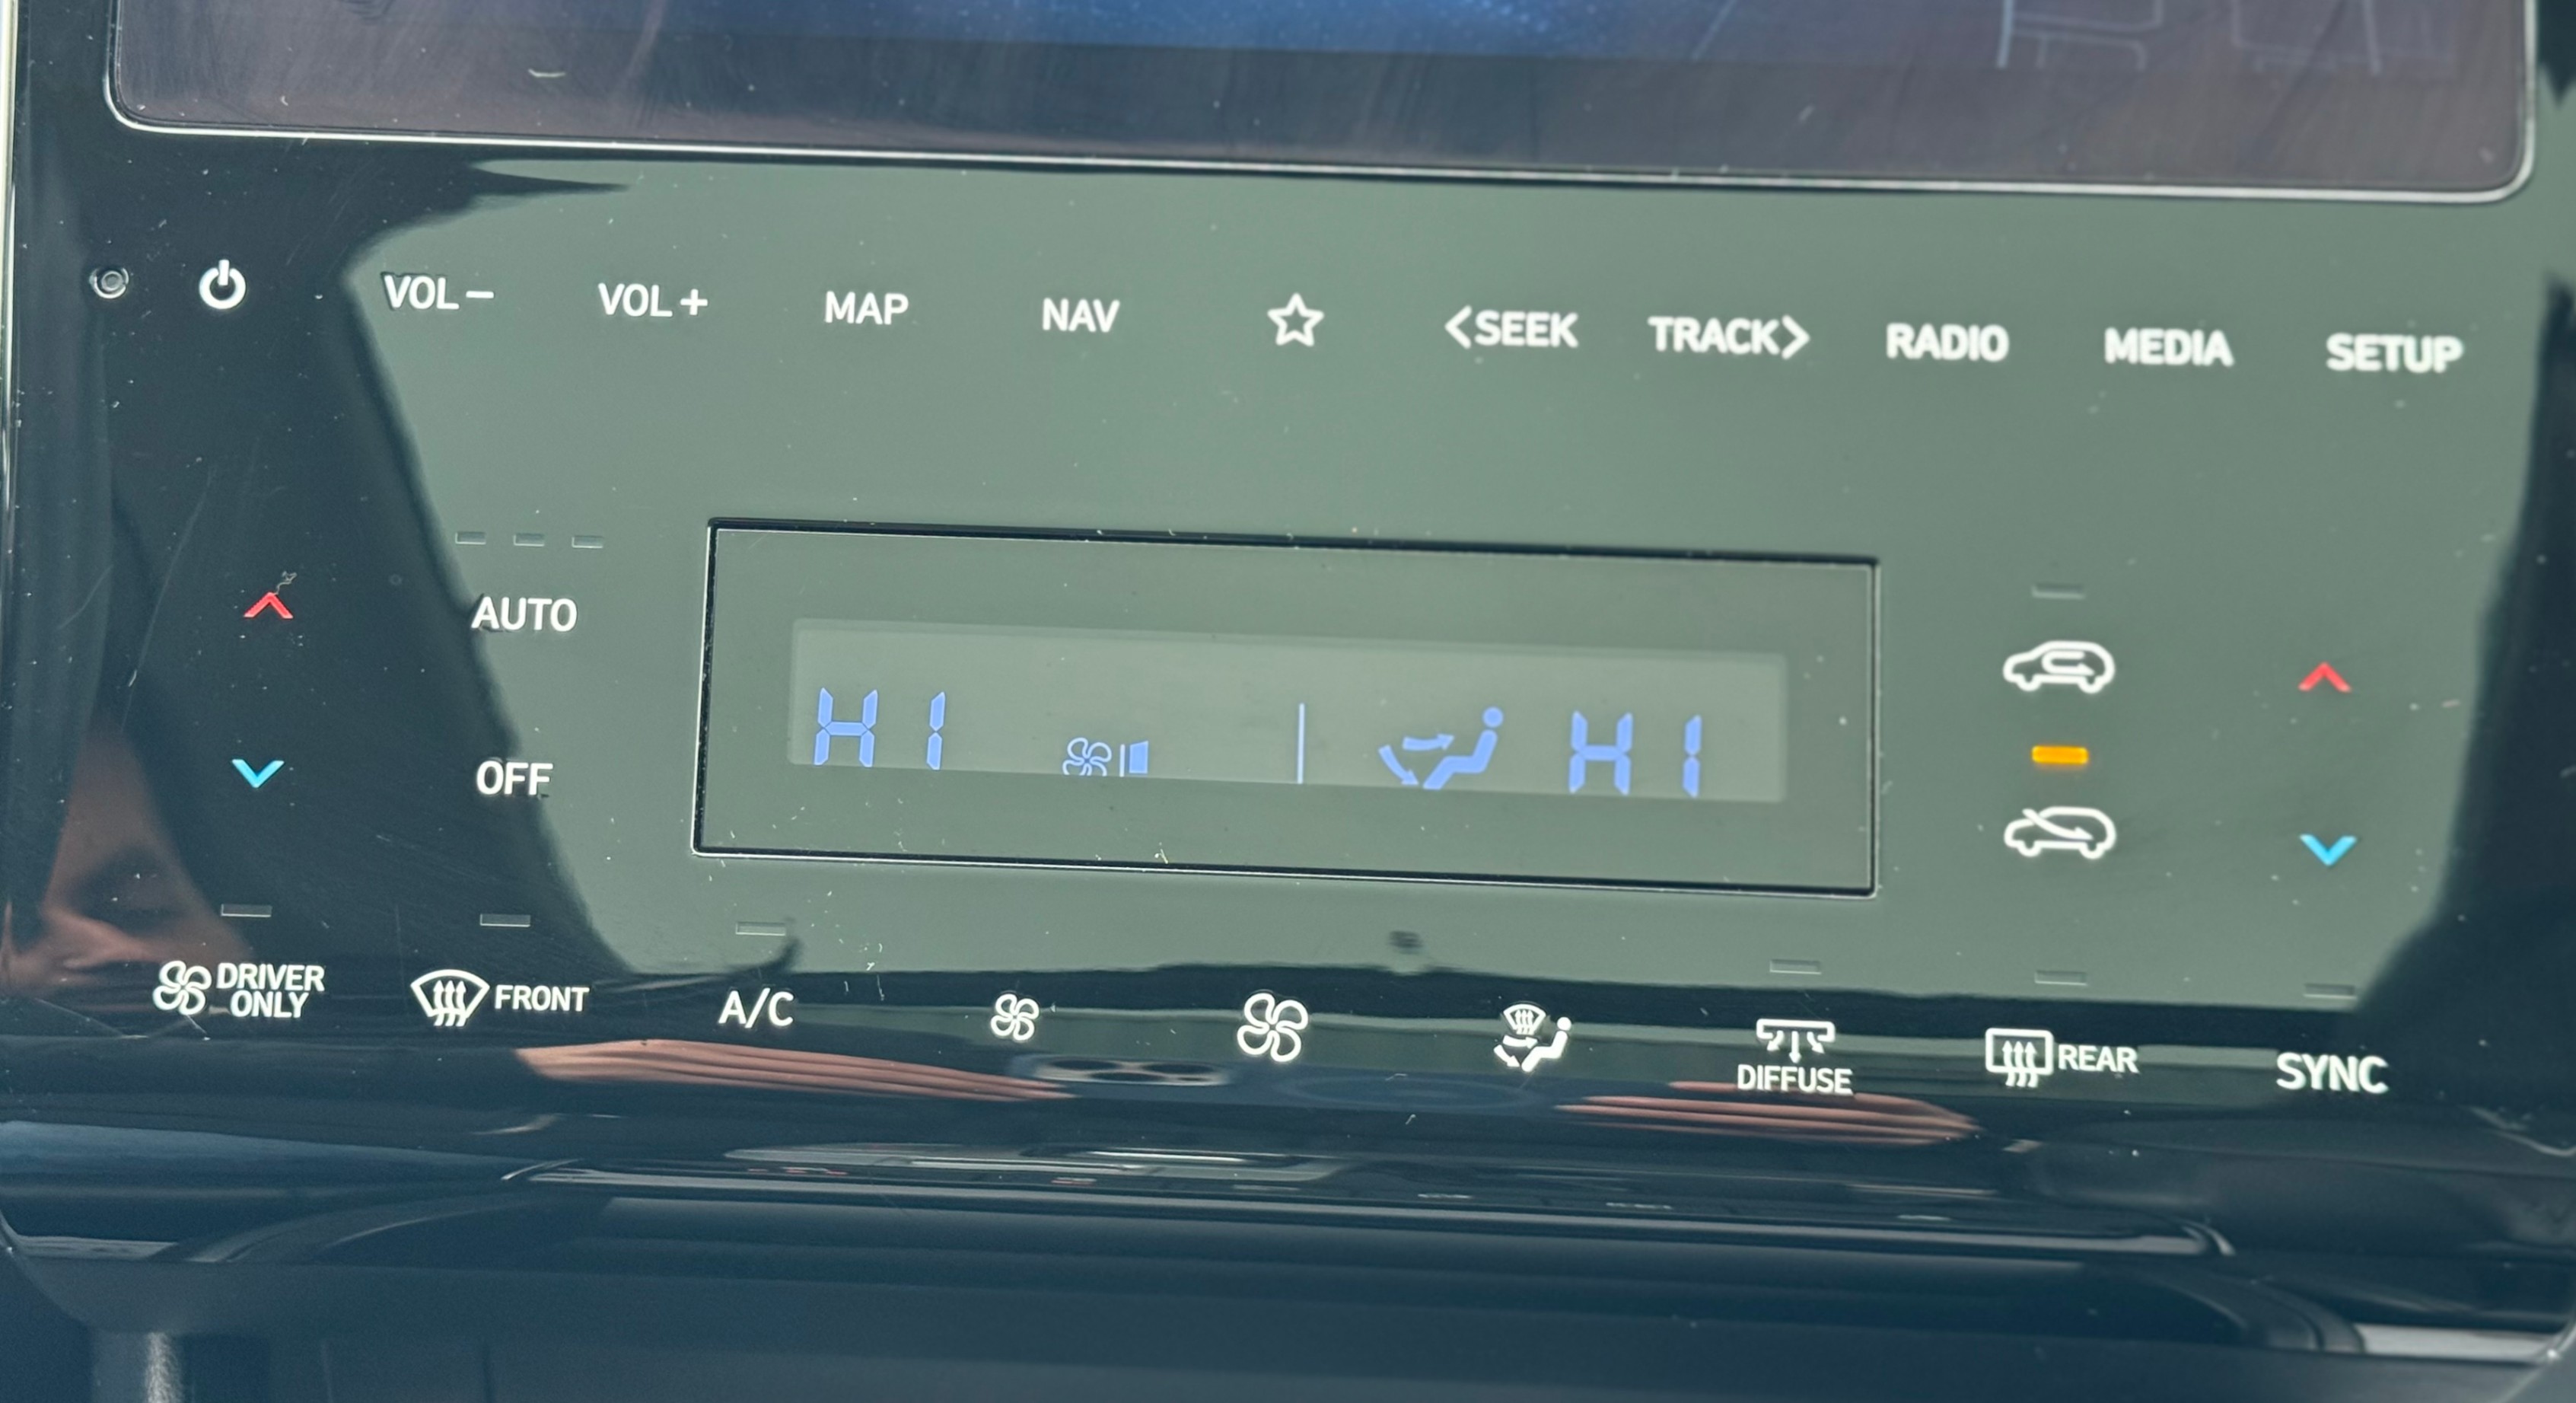 VOL− VOL+ MAP NAV <SEEK TRACK> RADIO MEDIA SETUP
AUTO
HI HI
OFF
DRIVER ONLY FRONT A/C DIFFUSE REAR SYNC